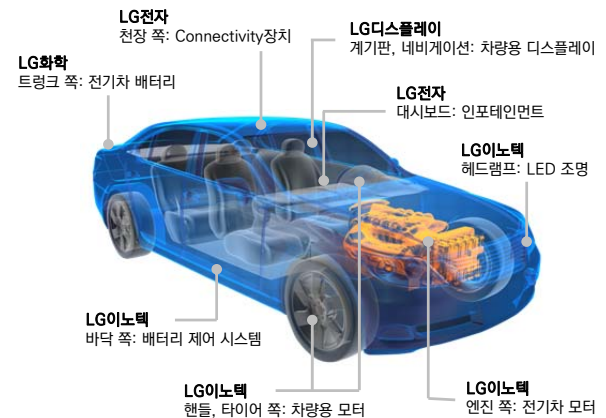 LG전자
천장 쪽: Connectivity장치
LG디스플레이
계기판, 네비게이션: 차량용 디스플레이
LG화학
트렁크 쪽: 전기차 배터리
LG전자
대시보드: 인포테인먼트
LG이노텍
헤드램프: LED 조명
LG이노텍
바닥 쪽: 배터리 제어 시스템
LG이노텍
핸들, 타이어 쪽: 차량용 모터
LG이노텍
엔진 쪽: 전기차 모터